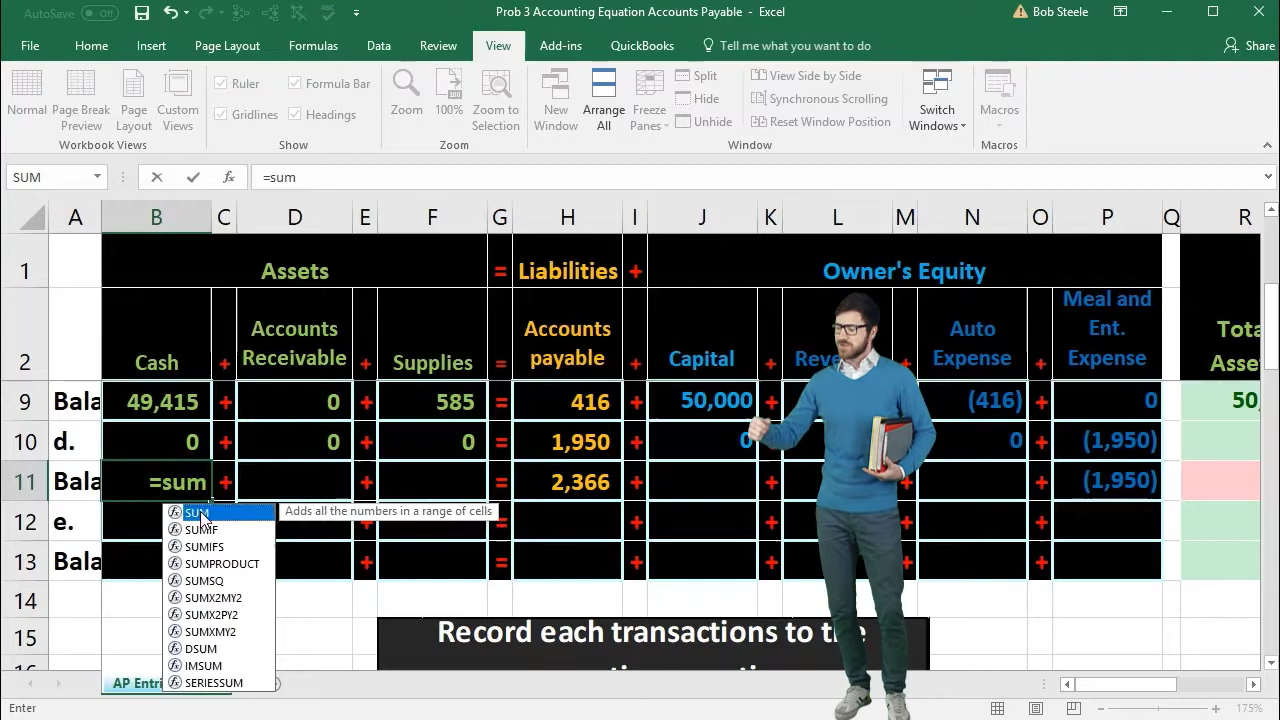 AutoSave Off Prob 3 Accounting Equation Accounts Payable - Excel Bob Steele
File Home Insert Page Layout Formulas Data Review View Add-ins QuickBooks Tell me what you want to do Share
Normal
Page Break
Preview
Page
Layout
Custom
Views
Workbook Views
Ruler
Formula Bar
Gridlines
Headings
Show
Zoom
100%
Zoom to
Selection
Zoom
New
Window
Arrange
All
Freeze
Panes
Split
Hide
Unhide
View Side by Side
Synchronous Scrolling
Reset Window Position
Switch
Windows
Window
Macros
Macros
SUM =sum
A B C D E F G H I J K L M N O P Q R
1 Assets = Liabilities + Owner's Equity
2 Cash + Accounts Receivable + Supplies = Accounts payable + Capital + + Auto Expense + Meal and Ent. Expense
9 49,415 + 0 + 585 = 416 + 50,000 + (416) + 0
10 d. 0 + 0 + 0 = 1,950 + 0 0 + (1,950)
11 =sum + + = 2,366 + + + + (1,950)
12 e. + = + + + +
13 + = + + + +
14
15 Record each transactions to the
SUM Adds all the numbers in a range of cells
SUMIF
SUMIFS
SUMPRODUCT
SUMSQ
SUMX2MY2
SUMX2PY2
SUMXMY2
DSUM
IMSUM
SERIESSUM
Enter 175%